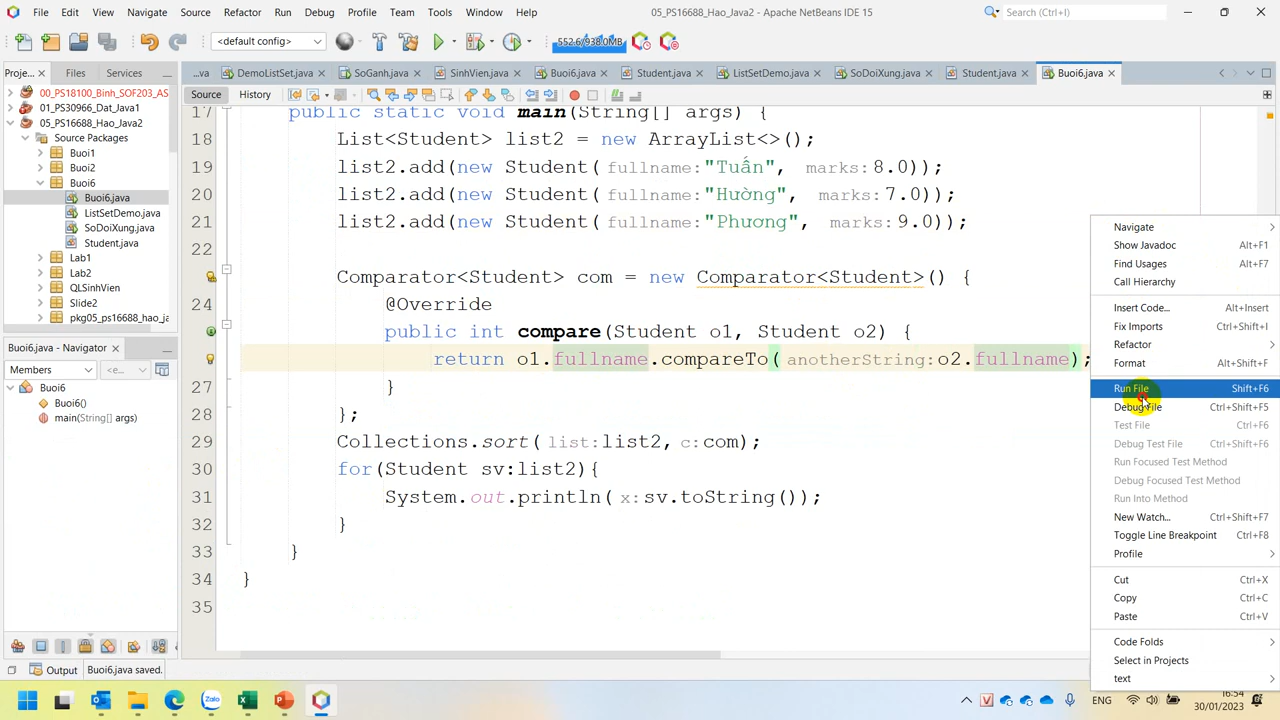 File Edit View Navigate Source Refactor Run Debug Profile Team Tools Window Help
05_PS16688_Hao_Java2 - Apache NetBeans IDE 15
Search (Ctrl+I)
<default config>
552.6/938.0MB
Proje...
Files
Services
...va
DemoListSet.java
SoGanh.java
SinhVien.java
Buoi6.java
Student.java
ListSetDemo.java
SoDoiXung.java
Student.java
Buoi6.java
Source
History
00_PS18100_Binh_SOF203_AS
01_PS30966_Dat_Java1
05_PS16688_Hao_Java2
Source Packages
Buoi1
Buoi2
Buoi6
Buoi6.java
ListSetDemo.java
SoDoiXung.java
Student.java
Lab1
Lab2
QLSinhVien
Slide2
pkg05_ps16688_hao_ja
Buoi6.java - Navigator
Members
<e...
Buoi6
Buoi6()
main(String[] args)
17 public static void main(String[] args) {
18 List<Student> list2 = new ArrayList<>();
19 list2.add(new Student( fullname: "Tuấn", marks: 8.0));
20 list2.add(new Student( fullname: "Hường", marks: 7.0));
21 list2.add(new Student( fullname: "Phương", marks: 9.0));
22
Comparator<Student> com = new Comparator<Student>() {
24 @Override
public int compare(Student o1, Student o2) {
return o1.fullname.compareTo( anotherString: o2.fullname);
27 }
28 };
29 Collections.sort( list: list2, c: com);
30 for(Student sv:list2){
31 System.out.println( x: sv.toString());
32 }
33 }
34 }
35
Navigate
Show Javadoc Alt+F1
Find Usages Alt+F7
Call Hierarchy
Insert Code... Alt+Insert
Fix Imports Ctrl+Shift+I
Refactor
Format Alt+Shift+F
Run File Shift+F6
Debug File Ctrl+Shift+F5
Test File Ctrl+F6
Debug Test File Ctrl+Shift+F6
Run Focused Test Method
Debug Focused Test Method
Run Into Method
New Watch... Ctrl+Shift+F7
Toggle Line Breakpoint Ctrl+F8
Profile
Cut Ctrl+X
Copy Ctrl+C
Paste Ctrl+V
Code Folds
Select in Projects
text
Output
Buoi6.java saved.
Zalo
ENG
16:54
30/01/2023